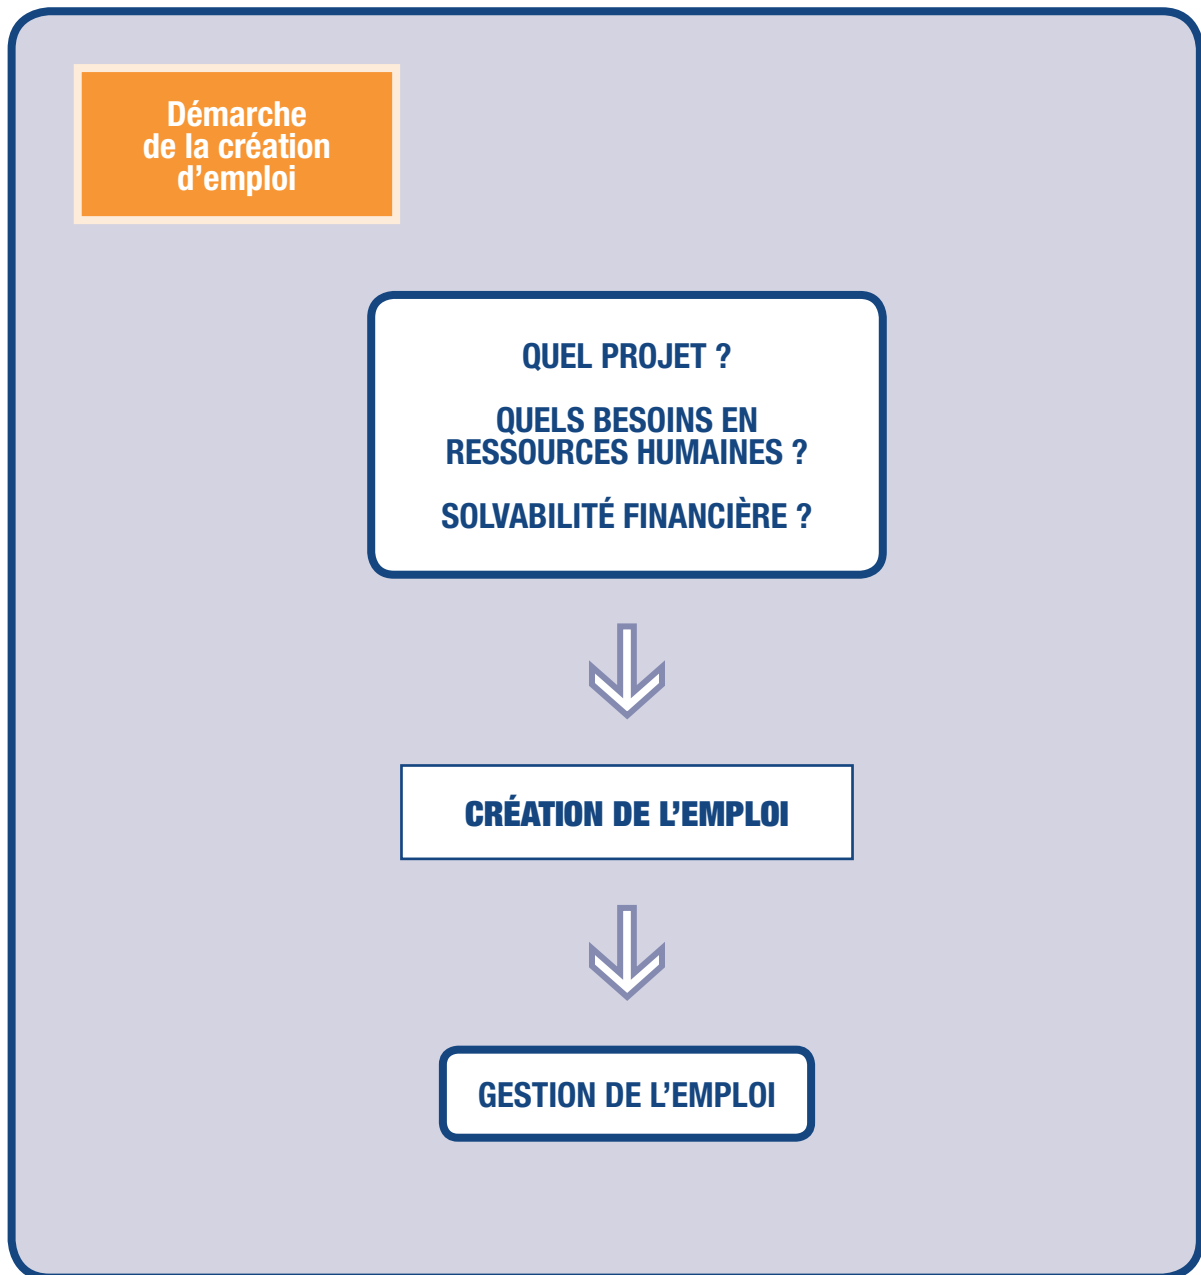 Démarche
de la création
d’emploi
QUEL PROJET ?
QUELS BESOINS EN
RESSOURCES HUMAINES ?
SOLVABILITÉ FINANCIÈRE ?
CRÉATION DE L’EMPLOI
GESTION DE L’EMPLOI